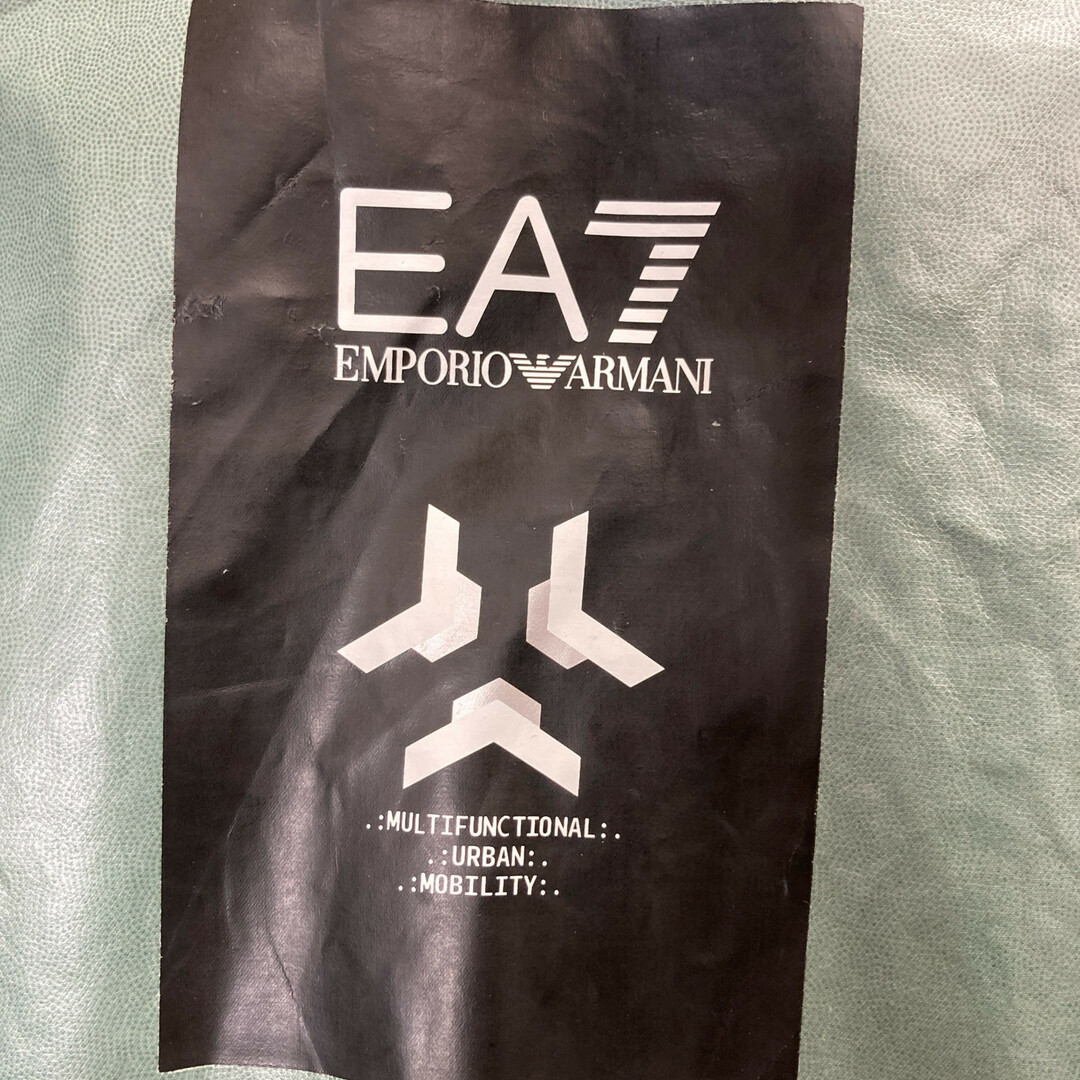 EA7
EMPORIO ARMANI
.:MULTIFUNCTIONAL:.
.:URBAN:.
.:MOBILITY:.